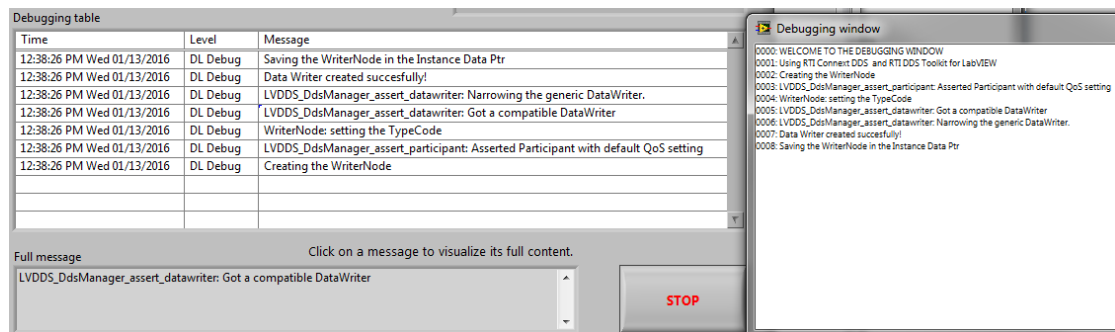 Debugging table
Time Level Message
12:38:26 PM Wed 01/13/2016 DL Debug Saving the WriterNode in the Instance Data Ptr
12:38:26 PM Wed 01/13/2016 DL Debug Data Writer created succesfully!
12:38:26 PM Wed 01/13/2016 DL Debug LVDDS_DdsManager_assert_datawriter: Narrowing the generic DataWriter.
12:38:26 PM Wed 01/13/2016 DL Debug LVDDS_DdsManager_assert_datawriter: Got a compatible DataWriter
12:38:26 PM Wed 01/13/2016 DL Debug WriterNode: setting the TypeCode
12:38:26 PM Wed 01/13/2016 DL Debug LVDDS_DdsManager_assert_participant: Asserted Participant with default QoS setting
12:38:26 PM Wed 01/13/2016 DL Debug Creating the WriterNode
Full message
Click on a message to visualize its full content.
LVDDS_DdsManager_assert_datawriter: Got a compatible DataWriter
STOP
Debugging window
0000: WELCOME TO THE DEBUGGING WINDOW
0001: Using RTI Connext DDS and RTI DDS Toolkit for LabVIEW
0002: Creating the WriterNode
0003: LVDDS_DdsManager_assert_participant: Asserted Participant with default QoS setting
0004: WriterNode: setting the TypeCode
0005: LVDDS_DdsManager_assert_datawriter: Got a compatible DataWriter
0006: LVDDS_DdsManager_assert_datawriter: Narrowing the generic DataWriter.
0007: Data Writer created succesfully!
0008: Saving the WriterNode in the Instance Data Ptr